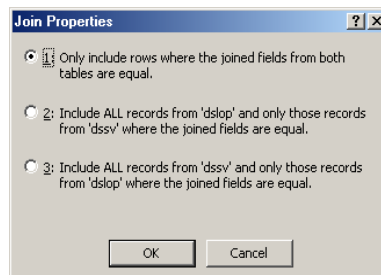 Join Properties
1: Only include rows where the joined fields from both
tables are equal.
2: Include ALL records from 'dslop' and only those records
from 'dssv' where the joined fields are equal.
3: Include ALL records from 'dssv' and only those records
from 'dslop' where the joined fields are equal.
OK Cancel